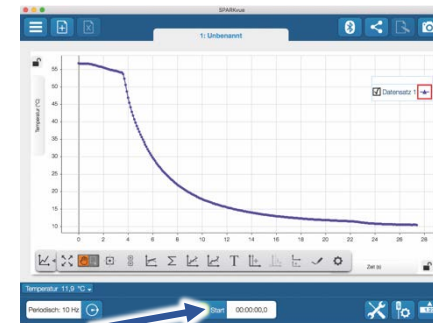 SPARKvue
1: Unbenannt
Datensatz 1
Temperatur (°C)
55
50
45
40
35
30
25
20
15
10
0 2 4 6 8 10 12 14 16 18 20 22 24 26 28
Zeit (s)
Temperatur 11,9 °C
Periodisch: 10 Hz
Start
00:00:00,0